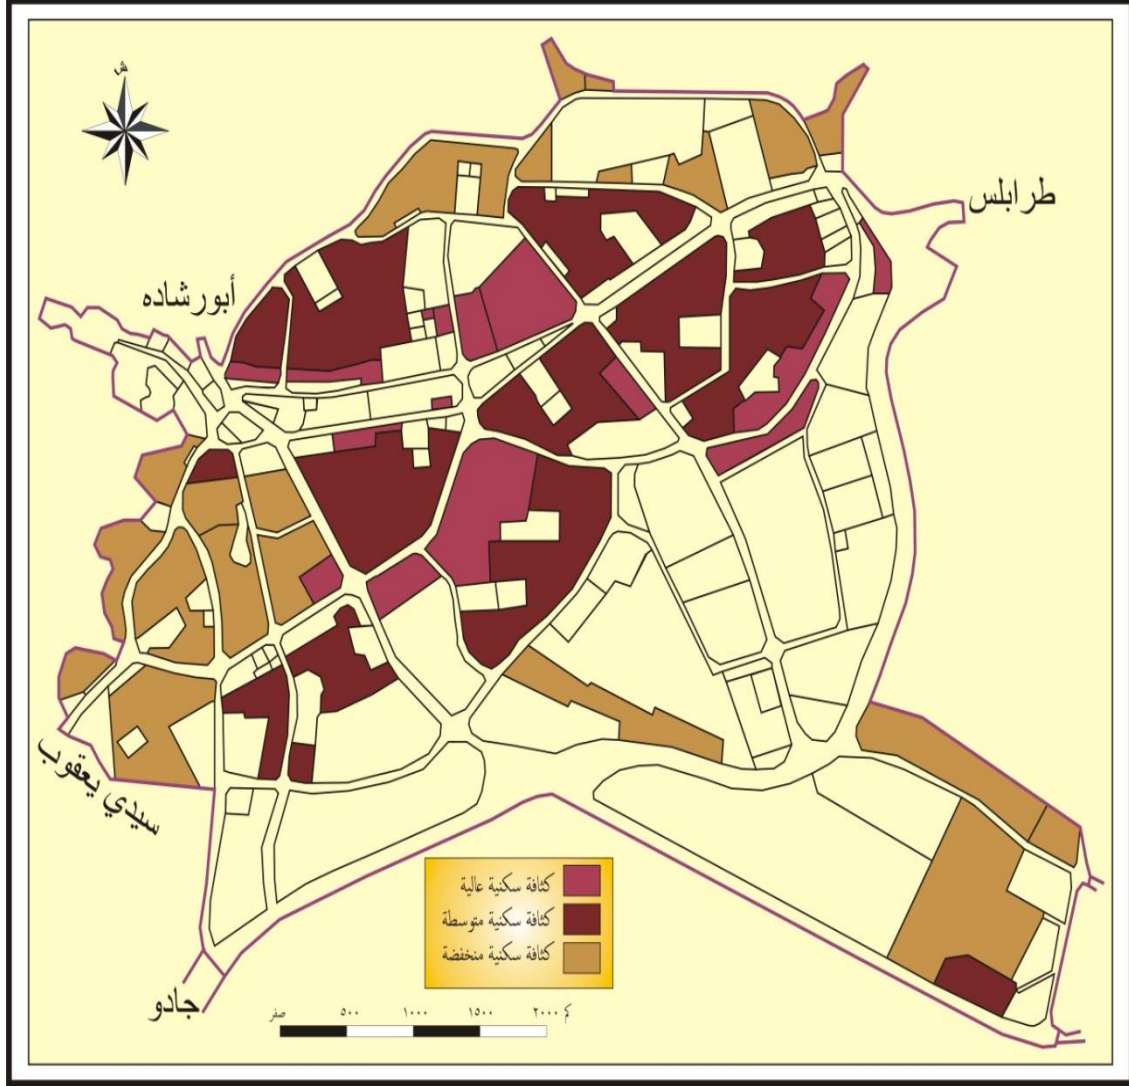 ش
طرابلس
أبورشاده
سيدي يعقوب
كثافة سكنية عالية
كثافة سكنية متوسطة
كثافة سكنية منخفضة
جادو
صفر ٥٠٠ ١٠٠٠ ١٥٠٠ ٢٠٠٠ كم